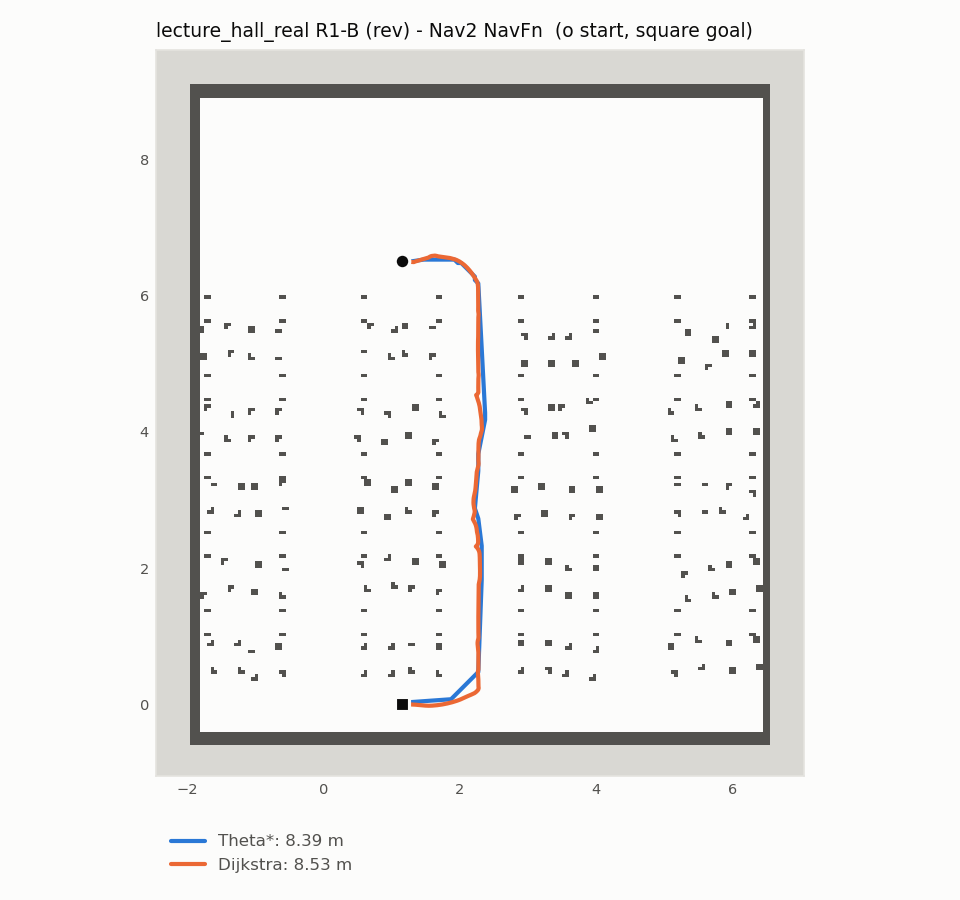 lecture_hall_real R1-B (rev) - Nav2 NavFn (o start, square goal)
8
6
4
2
0
−2 0 2 4 6
Theta*: 8.39 m
Dijkstra: 8.53 m